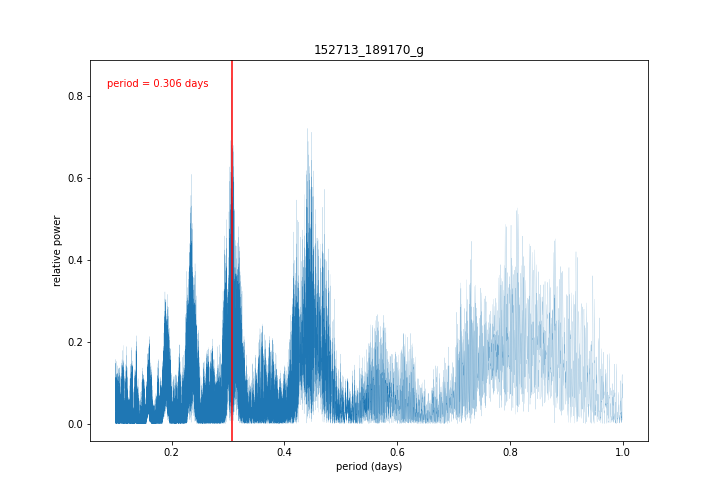 152713_189170_g
period = 0.306 days
relative power
0.8
0.6
0.4
0.2
0.0
0.2 0.4 0.6 0.8 1.0
period (days)